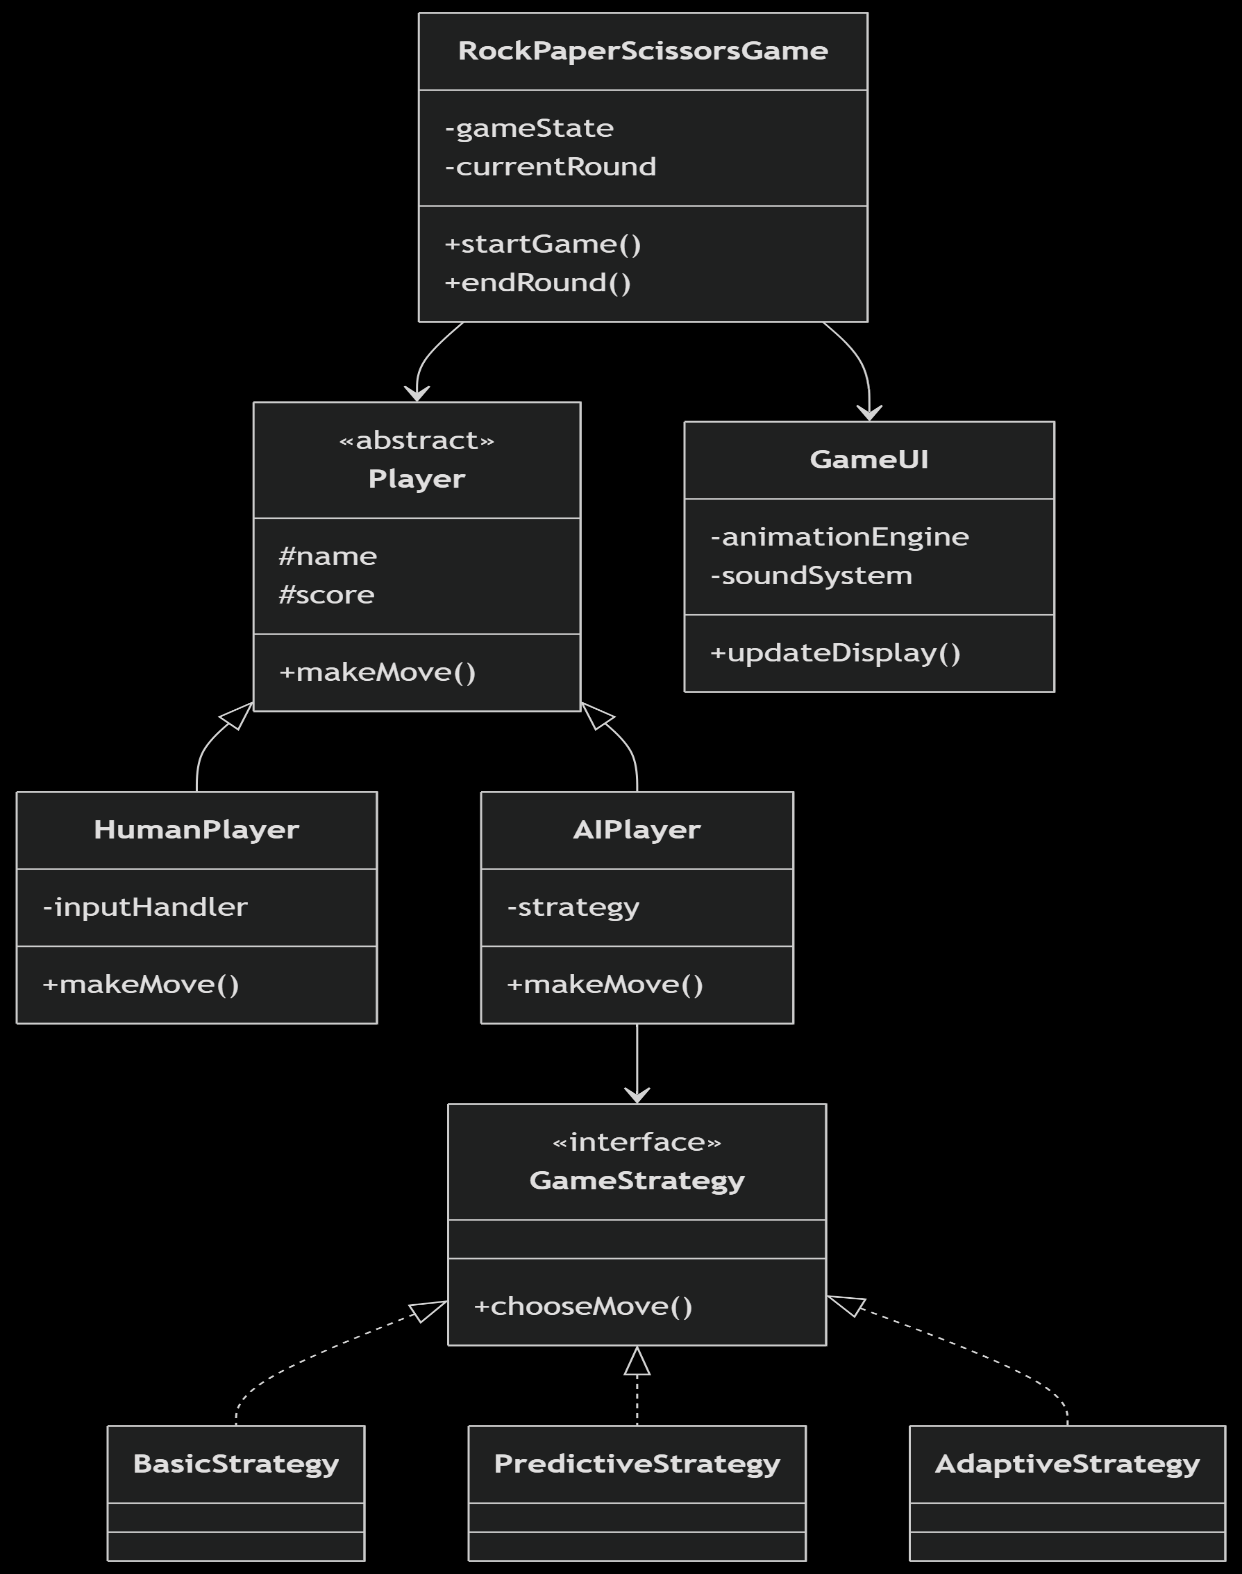 RockPaperScissorsGame
-gameState
-currentRound
+startGame()
+endRound()
«abstract»
Player
#name
#score
+makeMove()
GameUI
-animationEngine
-soundSystem
+updateDisplay()
HumanPlayer
-inputHandler
+makeMove()
AIPlayer
-strategy
+makeMove()
«interface»
GameStrategy
+chooseMove()
BasicStrategy
PredictiveStrategy
AdaptiveStrategy